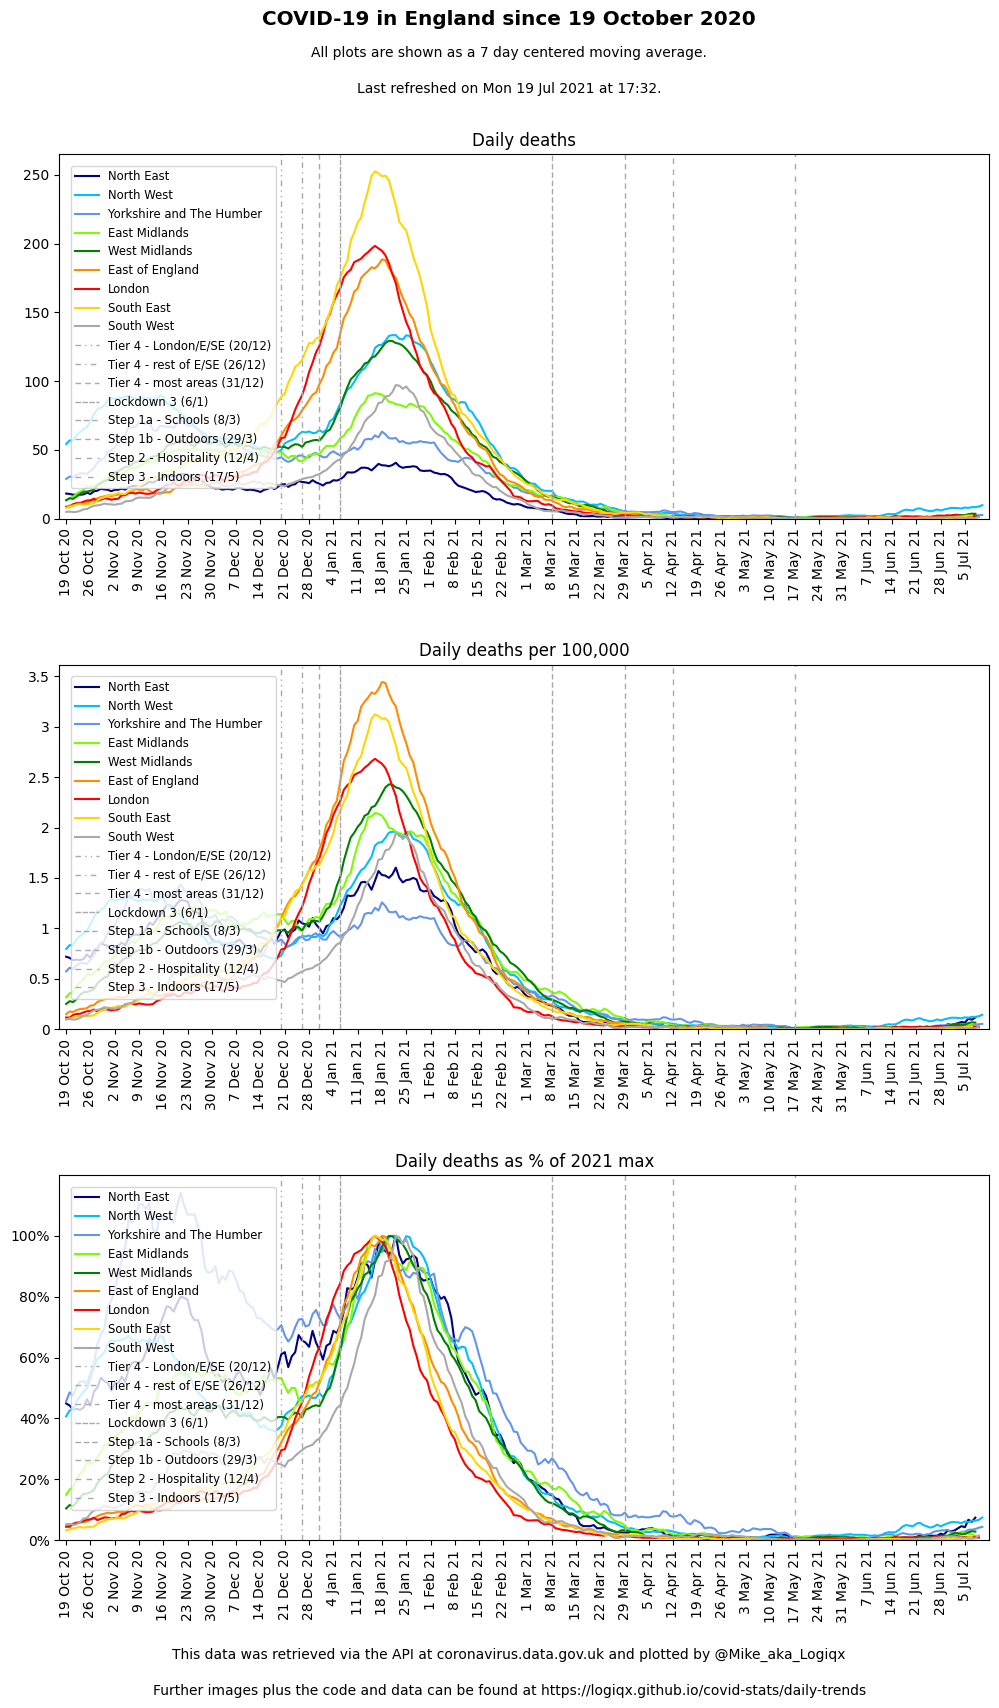 COVID-19 in England since 19 October 2020
All plots are shown as a 7 day centered moving average.
Last refreshed on Mon 19 Jul 2021 at 17:32.
Daily deaths
250
200
150
100
50
0
North East
North West
Yorkshire and The Humber
East Midlands
West Midlands
East of England
London
South East
South West
Tier 4 - London/E/SE (20/12)
Tier 4 - rest of E/SE (26/12)
Tier 4 - most areas (31/12)
Lockdown 3 (6/1)
Step 1a - Schools (8/3)
Step 1b - Outdoors (29/3)
Step 2 - Hospitality (12/4)
Step 3 - Indoors (17/5)
19 Oct 20
26 Oct 20
2 Nov 20
9 Nov 20
16 Nov 20
23 Nov 20
30 Nov 20
7 Dec 20
14 Dec 20
21 Dec 20
28 Dec 20
4 Jan 21
11 Jan 21
18 Jan 21
25 Jan 21
1 Feb 21
8 Feb 21
15 Feb 21
22 Feb 21
1 Mar 21
8 Mar 21
15 Mar 21
22 Mar 21
29 Mar 21
5 Apr 21
12 Apr 21
19 Apr 21
26 Apr 21
3 May 21
10 May 21
17 May 21
24 May 21
31 May 21
7 Jun 21
14 Jun 21
21 Jun 21
28 Jun 21
5 Jul 21
Daily deaths per 100,000
3.5
3
2.5
2
1.5
1
0.5
0
North East
North West
Yorkshire and The Humber
East Midlands
West Midlands
East of England
London
South East
South West
Tier 4 - London/E/SE (20/12)
Tier 4 - rest of E/SE (26/12)
Tier 4 - most areas (31/12)
Lockdown 3 (6/1)
Step 1a - Schools (8/3)
Step 1b - Outdoors (29/3)
Step 2 - Hospitality (12/4)
Step 3 - Indoors (17/5)
19 Oct 20
26 Oct 20
2 Nov 20
9 Nov 20
16 Nov 20
23 Nov 20
30 Nov 20
7 Dec 20
14 Dec 20
21 Dec 20
28 Dec 20
4 Jan 21
11 Jan 21
18 Jan 21
25 Jan 21
1 Feb 21
8 Feb 21
15 Feb 21
22 Feb 21
1 Mar 21
8 Mar 21
15 Mar 21
22 Mar 21
29 Mar 21
5 Apr 21
12 Apr 21
19 Apr 21
26 Apr 21
3 May 21
10 May 21
17 May 21
24 May 21
31 May 21
7 Jun 21
14 Jun 21
21 Jun 21
28 Jun 21
5 Jul 21
Daily deaths as % of 2021 max
100%
80%
60%
40%
20%
0%
North East
North West
Yorkshire and The Humber
East Midlands
West Midlands
East of England
London
South East
South West
Tier 4 - London/E/SE (20/12)
Tier 4 - rest of E/SE (26/12)
Tier 4 - most areas (31/12)
Lockdown 3 (6/1)
Step 1a - Schools (8/3)
Step 1b - Outdoors (29/3)
Step 2 - Hospitality (12/4)
Step 3 - Indoors (17/5)
19 Oct 20
26 Oct 20
2 Nov 20
9 Nov 20
16 Nov 20
23 Nov 20
30 Nov 20
7 Dec 20
14 Dec 20
21 Dec 20
28 Dec 20
4 Jan 21
11 Jan 21
18 Jan 21
25 Jan 21
1 Feb 21
8 Feb 21
15 Feb 21
22 Feb 21
1 Mar 21
8 Mar 21
15 Mar 21
22 Mar 21
29 Mar 21
5 Apr 21
12 Apr 21
19 Apr 21
26 Apr 21
3 May 21
10 May 21
17 May 21
24 May 21
31 May 21
7 Jun 21
14 Jun 21
21 Jun 21
28 Jun 21
5 Jul 21
This data was retrieved via the API at coronavirus.data.gov.uk and plotted by @Mike_aka_Logiqx
Further images plus the code and data can be found at https://logiqx.github.io/covid-stats/daily-trends